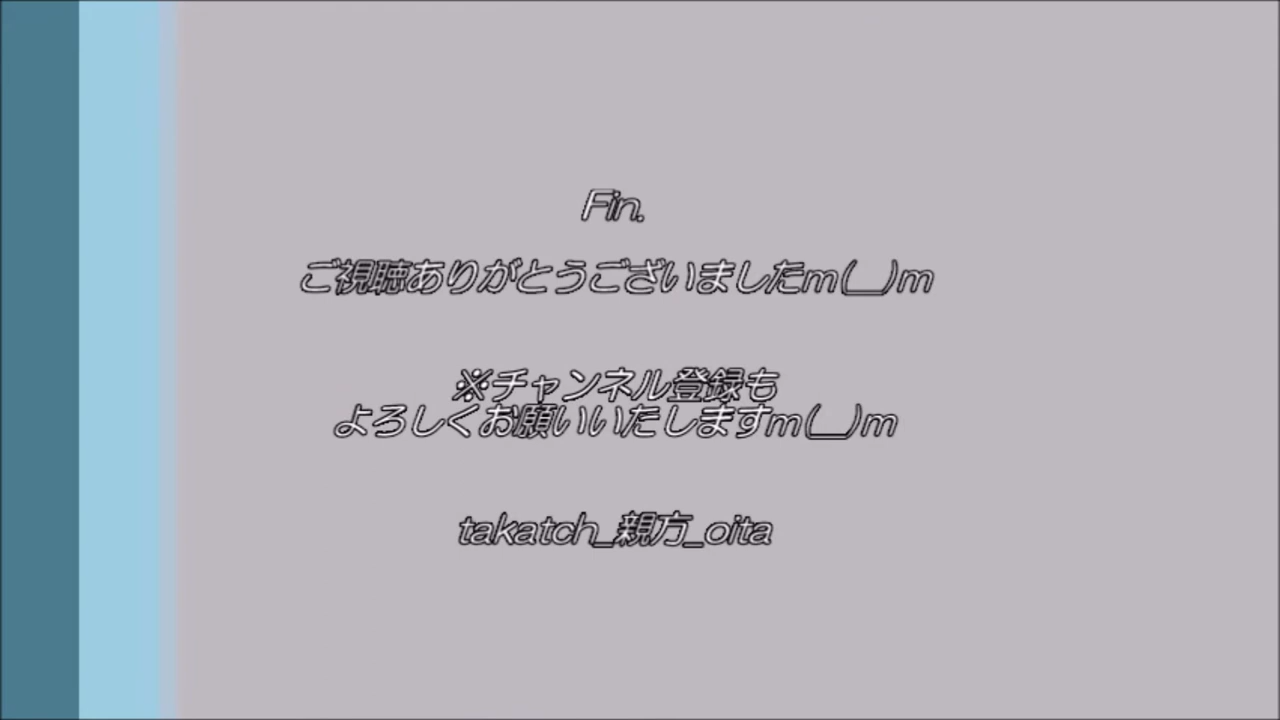 Fin.
ご視聴ありがとうございましたm(__)m
※チャンネル登録も
よろしくお願いいたしますm(__)m
takatch_親方_oita